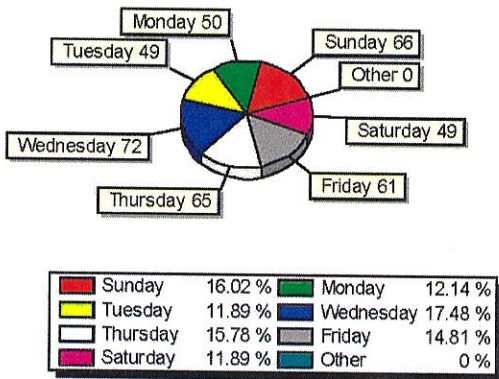 Monday 50
Sunday 66
Tuesday 49
Other 0
Saturday 49
Wednesday 72
Friday 61
Thursday 65
Sunday 16.02 % Monday 12.14 %
Tuesday 11.89 % Wednesday 17.48 %
Thursday 15.78 % Friday 14.81 %
Saturday 11.89 % Other 0 %